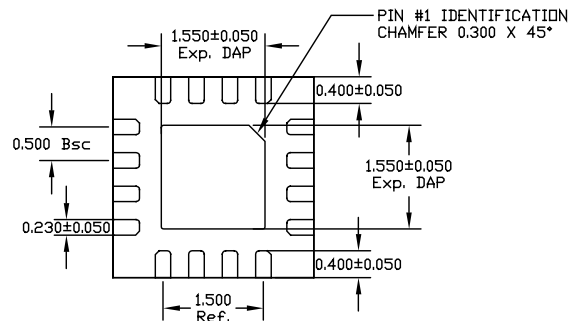 PIN #1 IDENTIFICATION
CHAMFER 0.300 X 45°
1.550±0.050
Exp. DAP
0.400±0.050
0.500 Bsc
1.550±0.050
Exp. DAP
0.230±0.050
0.400±0.050
1.500
Ref.